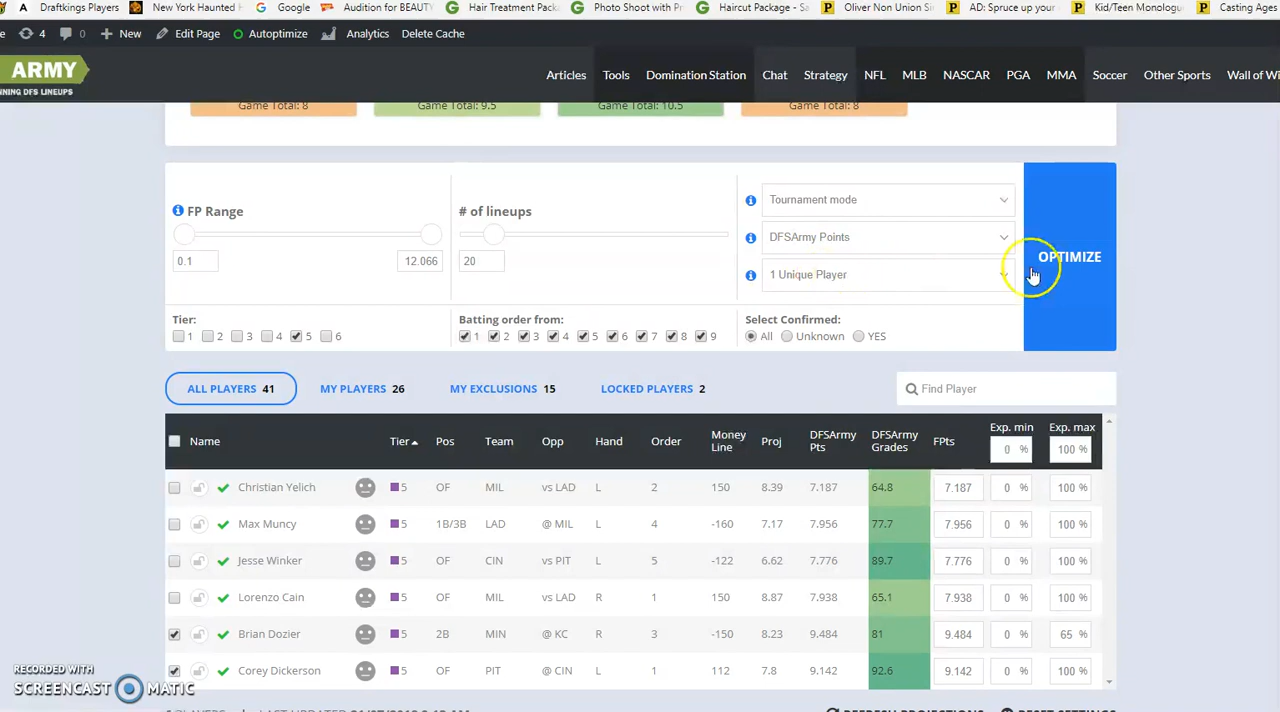 Draftkings Players New York Haunted H Google Audition for BEAUTY Hair Treatment Pack Photo Shoot with Pr Haircut Package - Sa Oliver Non Union Si AD: Spruce up your Kid/Teen Monologu Casting Ages
e 4 0 New Edit Page Autoptimize Analytics Delete Cache
ARMY
NNING DFS LINEUPS
Articles Tools Domination Station Chat Strategy NFL MLB NASCAR PGA MMA Soccer Other Sports Wall of Wi
Game Total: 8 Game Total: 9.5 Game Total: 10.5 Game Total: 8
FP Range # of lineups
0.1 12.066 20
Tournament mode
DFSArmy Points
1 Unique Player
OPTIMIZE
Tier: Batting order from: Select Confirmed:
1 2 3 4 5 6 1 2 3 4 5 6 7 8 9 All Unknown YES
ALL PLAYERS 41 MY PLAYERS 26 MY EXCLUSIONS 15 LOCKED PLAYERS 2 Find Player
Name Tier Pos Team Opp Hand Order Money Line Proj DFSArmy Pts DFSArmy Grades FPts Exp. min 0 % Exp. max 100 %
Christian Yelich 5 OF MIL vs LAD L 2 150 8.39 7.187 64.8 7.187 0 % 100 %
Max Muncy 5 1B/3B LAD @ MIL L 4 -160 7.17 7.956 77.7 7.956 0 % 100 %
Jesse Winker 5 OF CIN vs PIT L 5 -122 6.62 7.776 89.7 7.776 0 % 100 %
Lorenzo Cain 5 OF MIL vs LAD R 1 150 8.87 7.938 65.1 7.938 0 % 100 %
Brian Dozier 5 2B MIN @ KC R 3 -150 8.23 9.484 81 9.484 0 % 65 %
Corey Dickerson 5 OF PIT @ CIN L 1 112 7.8 9.142 92.6 9.142 0 % 100 %
RECORDED WITH
SCREENCAST MATIC